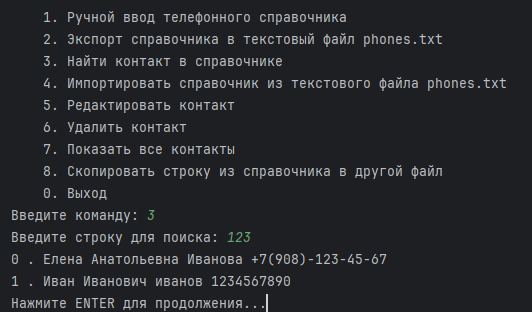 1. Ручной ввод телефонного справочника
2. Экспорт справочника в текстовый файл phones.txt
3. Найти контакт в справочнике
4. Импортировать справочник из текстового файла phones.txt
5. Редактировать контакт
6. Удалить контакт
7. Показать все контакты
8. Скопировать строку из справочника в другой файл
0. Выход
Введите команду: 3
Введите строку для поиска: 123
0 . Елена Анатольевна Иванова +7(908)-123-45-67
1 . Иван Иванович иванов 1234567890
Нажмите ENTER для продолжения...